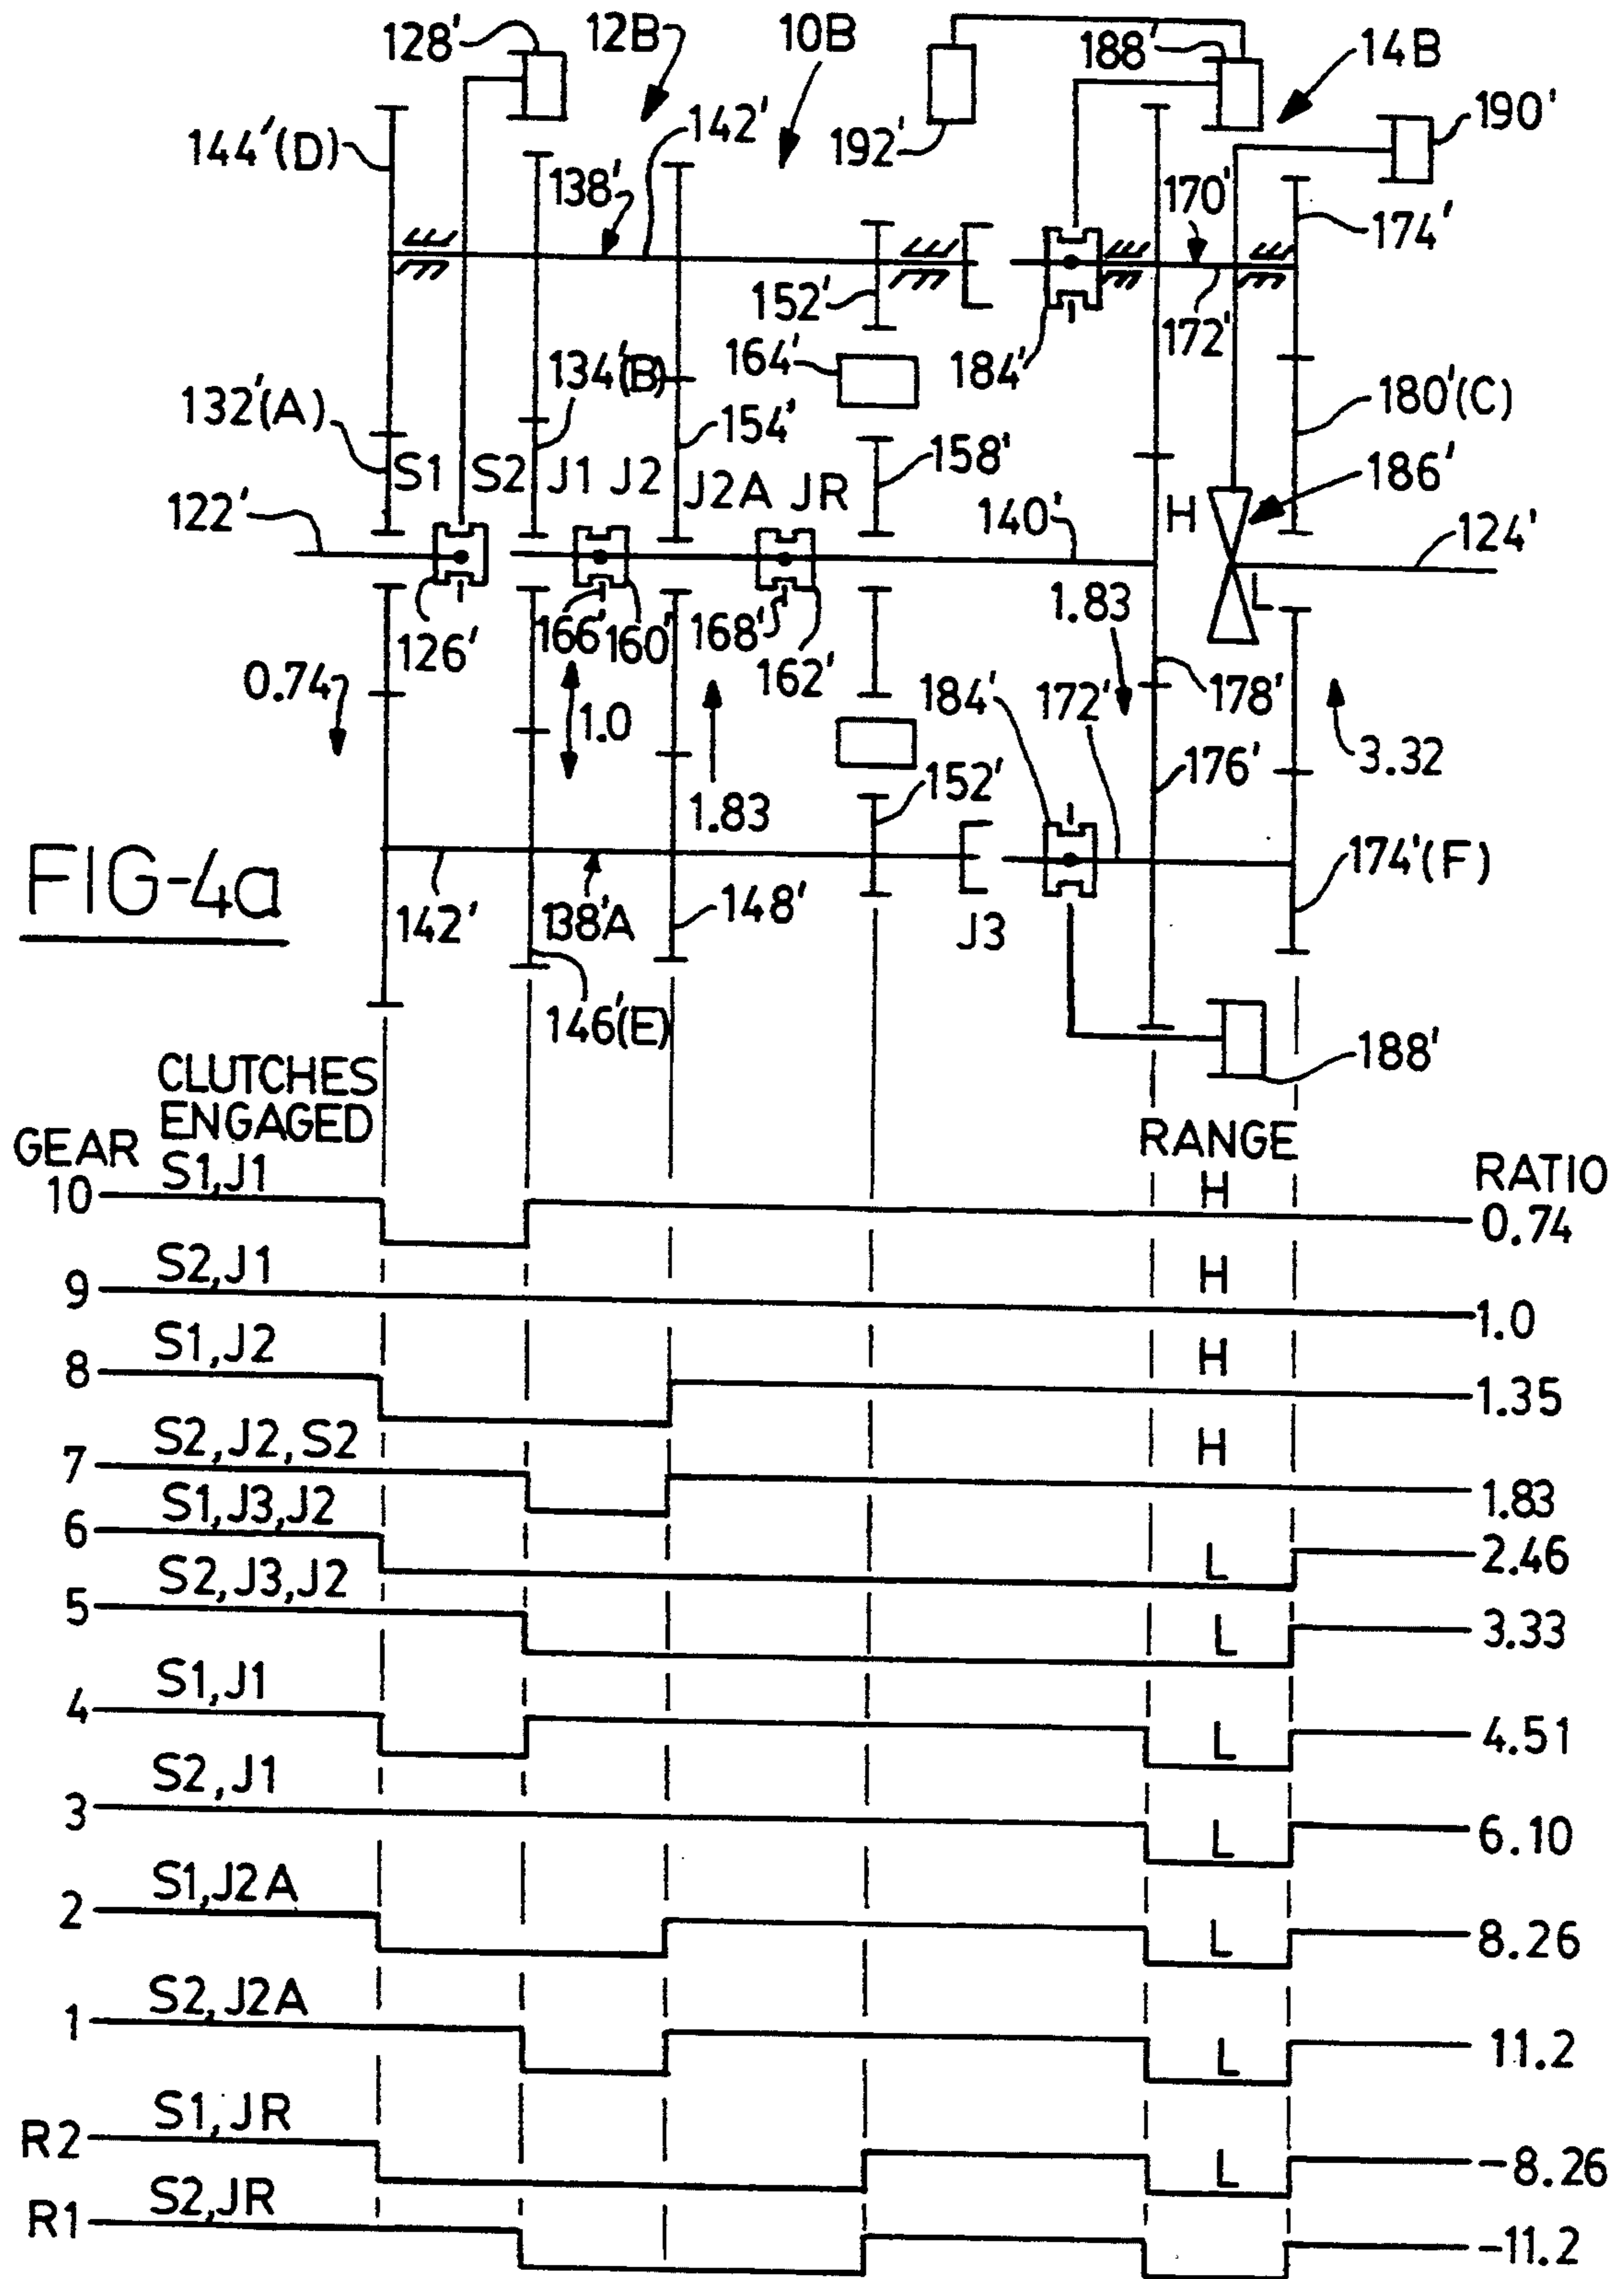 128'
12B
10B
188'
14B
144'(D)
142'
192'
190'
138'
170'
174'
152'
172'
164'
134'(B)
184'
132'(A)
154'
180'(C)
S1 S2 J1 J2
158'
J2A JR
186'
122'
140'
H
124'
L
126'
166'
160'
168'
162'
1.83
0.74
1.0
184'
172'
178'
1.83
176'
3.32
152'
FIG-4a
142'
138'A
148'
J3
174'(F)
146'(E)
188'
CLUTCHES
ENGAGED
GEAR
RANGE
RATIO
10 S1,J1 H 0.74
9 S2,J1 H 1.0
8 S1,J2 H 1.35
7 S2,J2,S2 H 1.83
6 S1,J3,J2 L 2.46
5 S2,J3,J2 L 3.33
4 S1,J1 L 4.51
3 S2,J1 L 6.10
2 S1,J2A L 8.26
1 S2,J2A L 11.2
R2 S1,JR L -8.26
R1 S2,JR -11.2